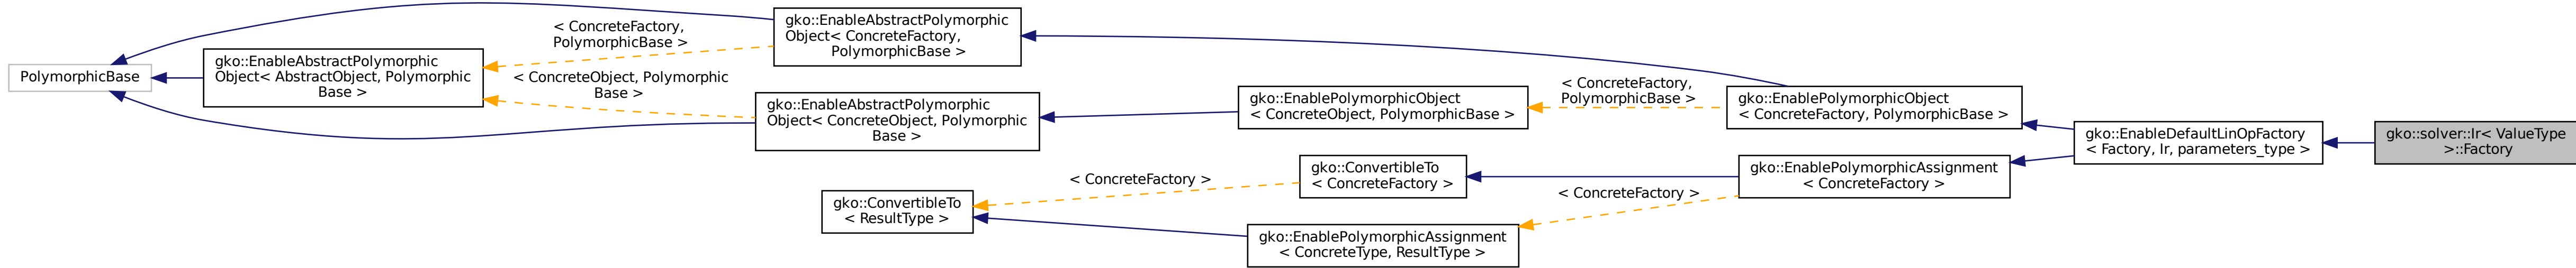 PolymorphicBase
gko::EnableAbstractPolymorphic
Object< AbstractObject, Polymorphic
Base >
< ConcreteFactory,
PolymorphicBase >
< ConcreteObject, Polymorphic
Base >
gko::EnableAbstractPolymorphic
Object< ConcreteFactory,
PolymorphicBase >
gko::EnableAbstractPolymorphic
Object< ConcreteObject, Polymorphic
Base >
gko::ConvertibleTo
< ResultType >
< ConcreteFactory >
gko::EnablePolymorphicObject
< ConcreteObject, PolymorphicBase >
gko::ConvertibleTo
< ConcreteFactory >
gko::EnablePolymorphicAssignment
< ConcreteType, ResultType >
< ConcreteFactory,
PolymorphicBase >
< ConcreteFactory >
gko::EnablePolymorphicObject
< ConcreteFactory, PolymorphicBase >
gko::EnablePolymorphicAssignment
< ConcreteFactory >
gko::EnableDefaultLinOpFactory
< Factory, Ir, parameters_type >
gko::solver::Ir< ValueType
>::Factory